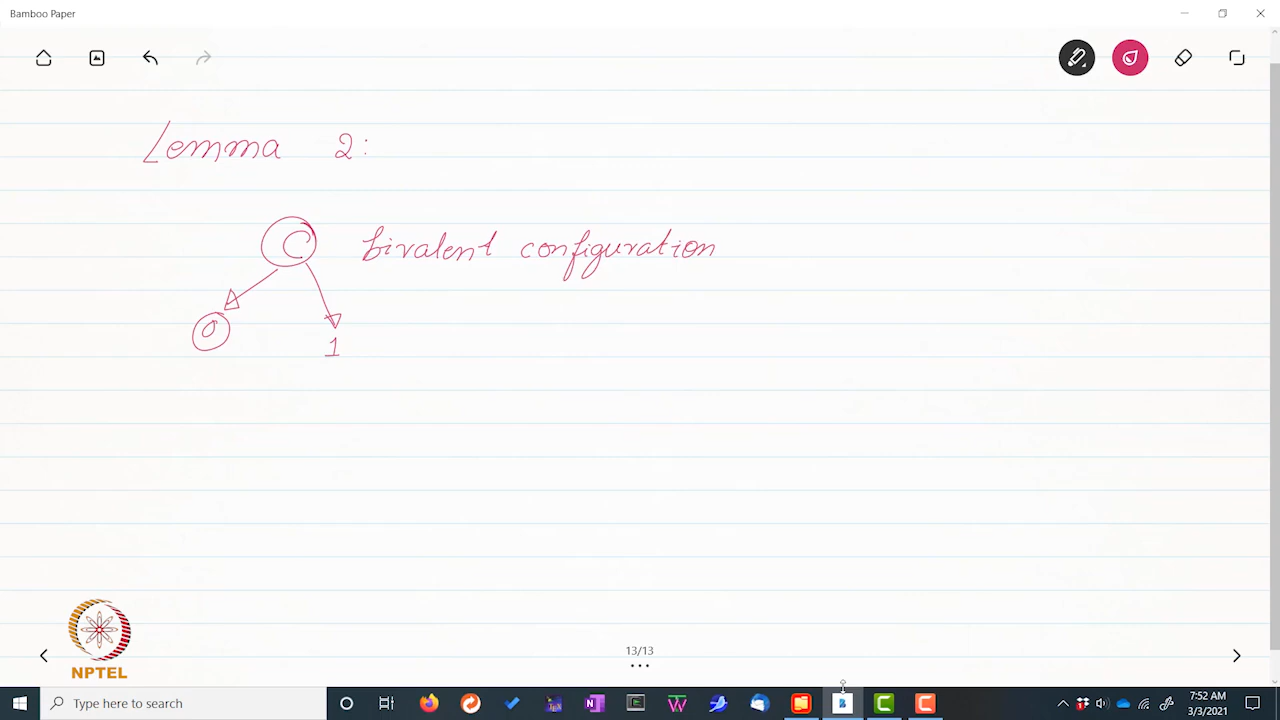 Bamboo Paper
Lemma 2:
C bivalent configuration
0
1
13/13
NPTEL
Type here to search
7:52 AM
3/3/2021